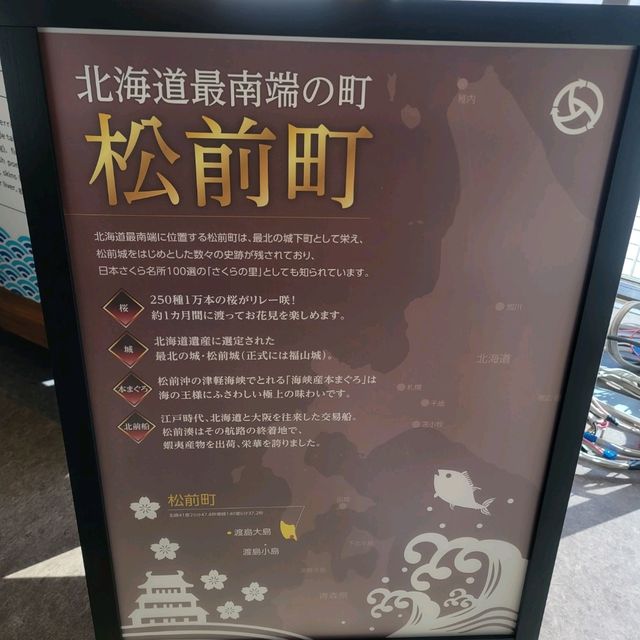 北海道最南端の町
松前町
北海道最南端に位置する松前町は、最北の城下町として栄え、
松前城をはじめとした数々の史跡が残されており、
日本さくら名所100選の「さくらの里」としても知られています。
桜
250種1万本の桜がリレー咲!
約1カ月間に渡ってお花見を楽しめます。
城
北海道遺産に選定された
最北の城・松前城(正式には福山城)。
本まぐろ
松前沖の津軽海峡でとれる「海峡産本まぐろ」は
海の王様にふさわしい極上の味わいです。
北前船
江戸時代、北海道と大阪を往来した交易船。
松前湊はその航路の終着地で、
蝦夷産物を出荷、栄華を誇りました。
稚内
旭川
北海道
札幌
千歳
苫小牧
函館
松前町
渡島大島
渡島小島
青森県